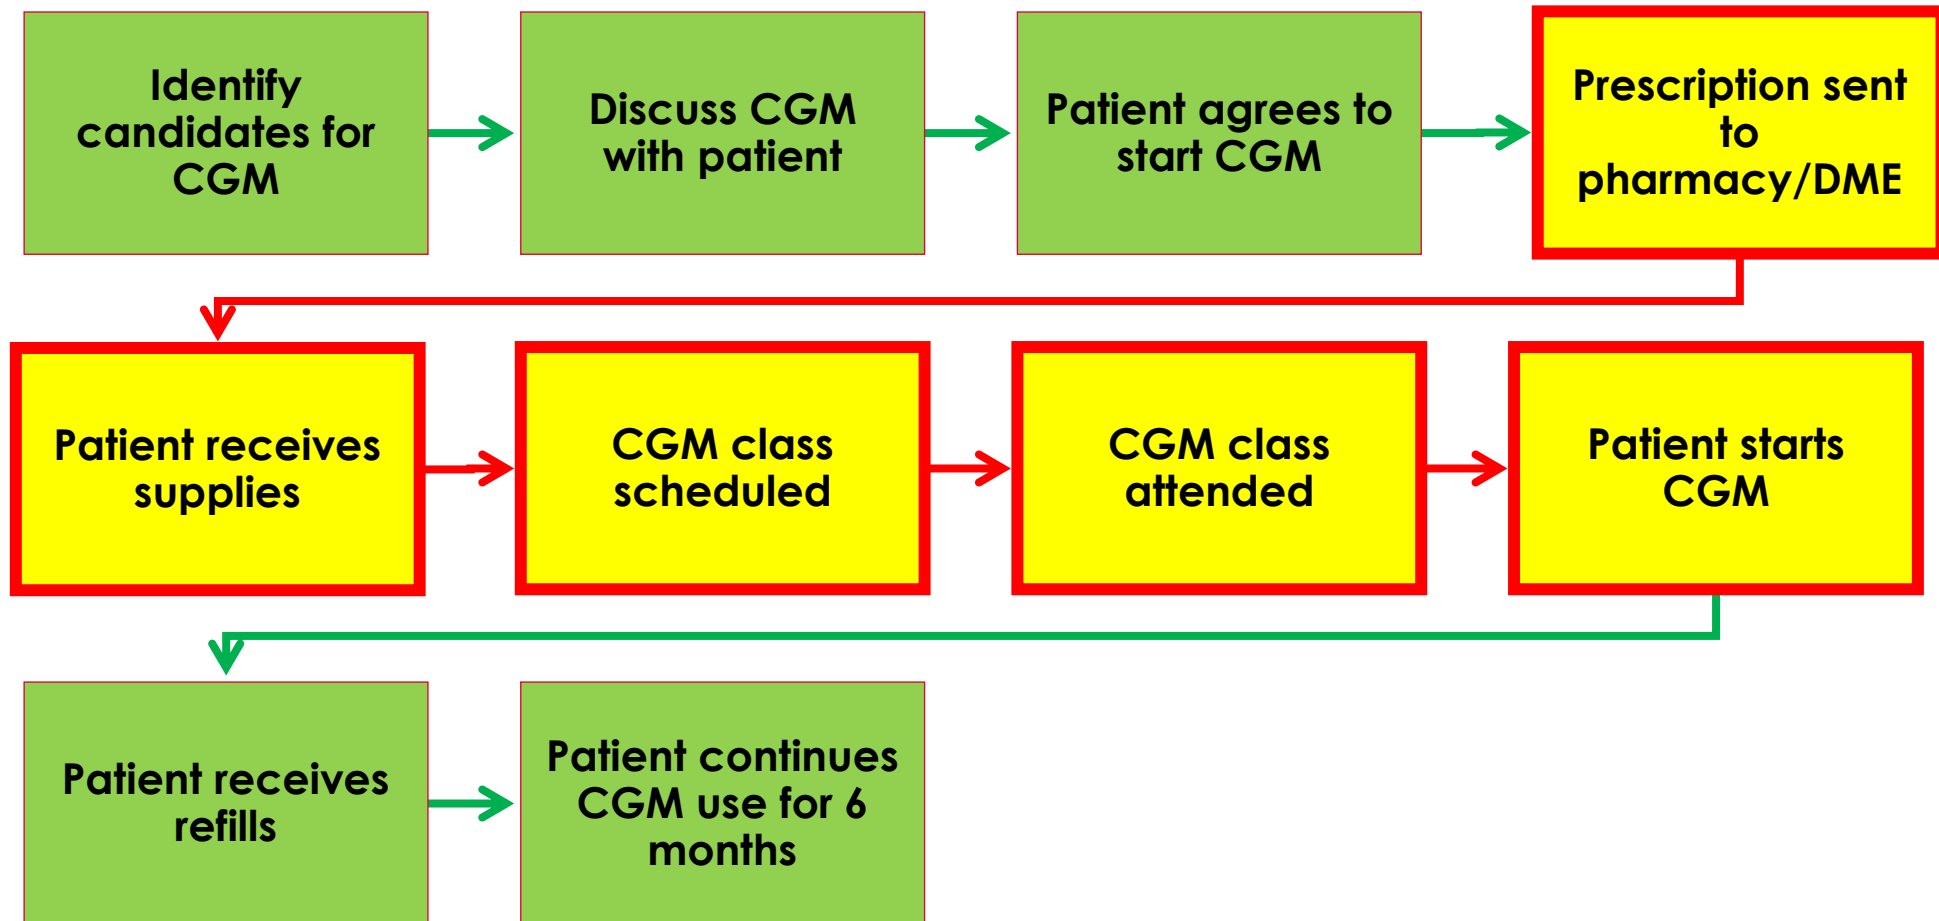 Identify
candidates for
CGM
Discuss CGM
with patient
Patient agrees to
start CGM
Prescription sent
to
pharmacy/DME
Patient receives
supplies
CGM class
scheduled
CGM class
attended
Patient starts
CGM
Patient receives
refills
Patient continues
CGM use for 6
months